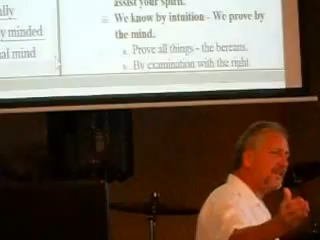 ally
y minded
nal mind
assist your spirit.
We know by intuition - We prove by
the mind.
a. Prove all things - the bereans.
b. By examination with the right